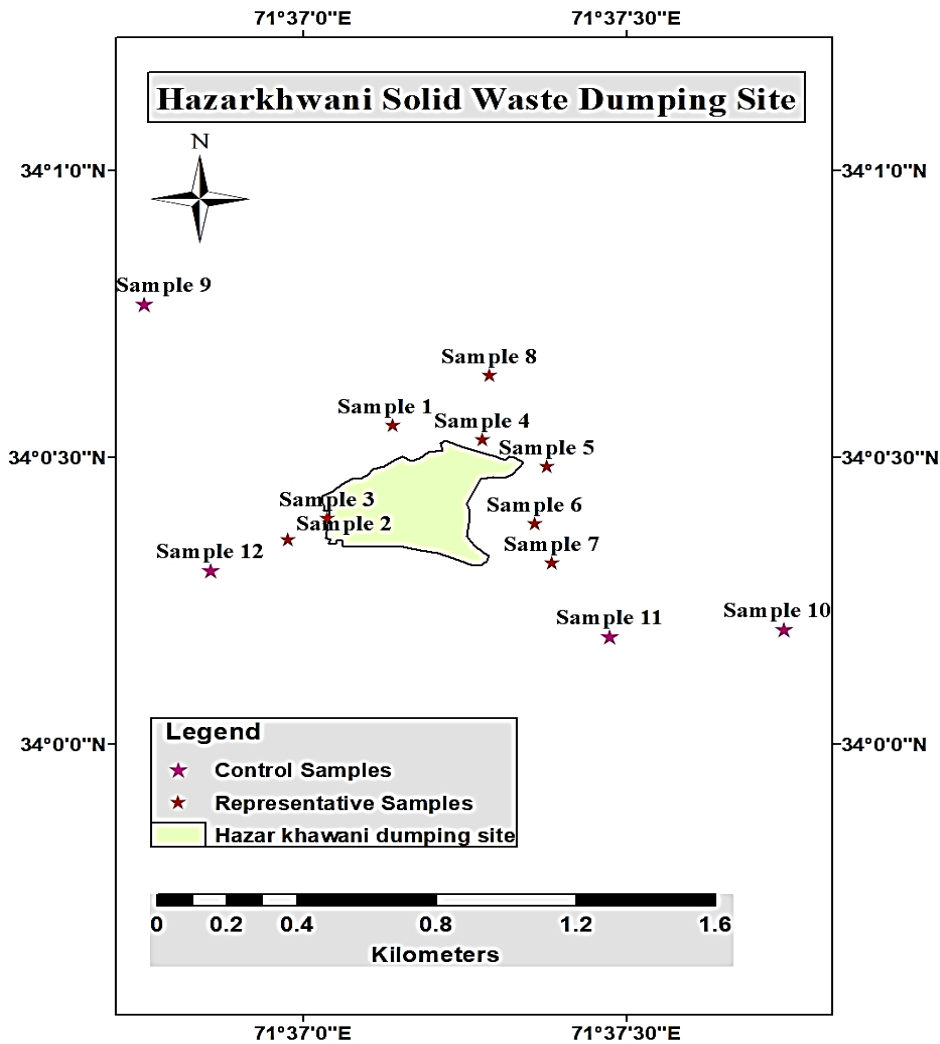 71°37'0"E 71°37'30"E
Hazarkhwani Solid Waste Dumping Site
N
34°1'0"N 34°1'0"N
Sample 9
Sample 8
Sample 1
Sample 4
Sample 5
34°0'30"N 34°0'30"N
Sample 3
Sample 6
Sample 2
Sample 7
Sample 12
Sample 10
Sample 11
34°0'0"N 34°0'0"N
Legend
Control Samples
Representative Samples
Hazar khawani dumping site
0 0.2 0.4 0.8 1.2 1.6
Kilometers
71°37'0"E 71°37'30"E